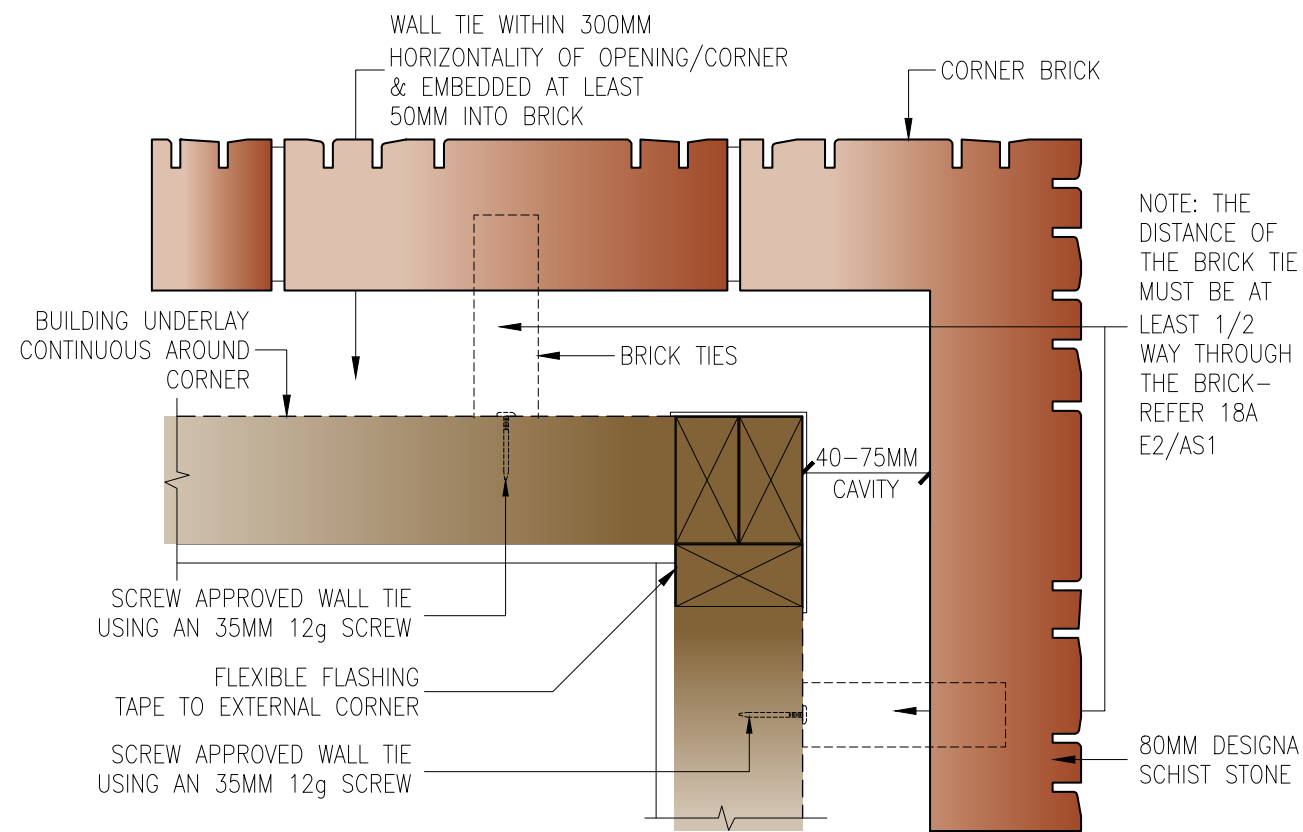 WALL TIE WITHIN 300MM
HORIZONTALITY OF OPENING/CORNER
& EMBEDDED AT LEAST
50MM INTO BRICK
CORNER BRICK
NOTE: THE
DISTANCE OF
THE BRICK TIE
MUST BE AT
LEAST 1/2
WAY THROUGH
THE BRICK-
REFER 18A
E2/AS1
BUILDING UNDERLAY
CONTINUOUS AROUND
CORNER
BRICK TIES
40-75MM
CAVITY
SCREW APPROVED WALL TIE
USING AN 35MM 12g SCREW
FLEXIBLE FLASHING
TAPE TO EXTERNAL CORNER
SCREW APPROVED WALL TIE
USING AN 35MM 12g SCREW
80MM DESIGNA
SCHIST STONE